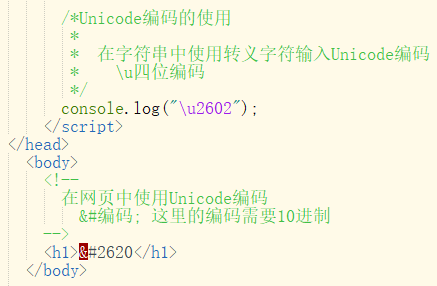 /*Unicode编码的使用
*
* 在字符串中使用转义字符输入Unicode编码
* \u四位编码
*/
console.log("\u2602");
</script>
</head>
<body>
<!--
在网页中使用Unicode编码
&#编码; 这里的编码需要10进制
-->
<h1>&#2620</h1>
</body>